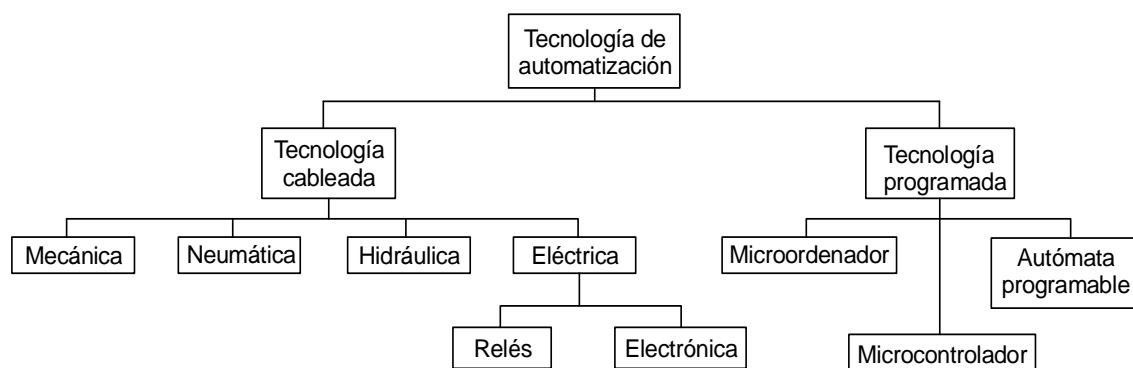 Tecnología de
automatización
Tecnología
cableada
Tecnología
programada
Mecánica
Neumática
Hidráulica
Eléctrica
Microordenador
Autómata
programable
Relés
Electrónica
Microcontrolador